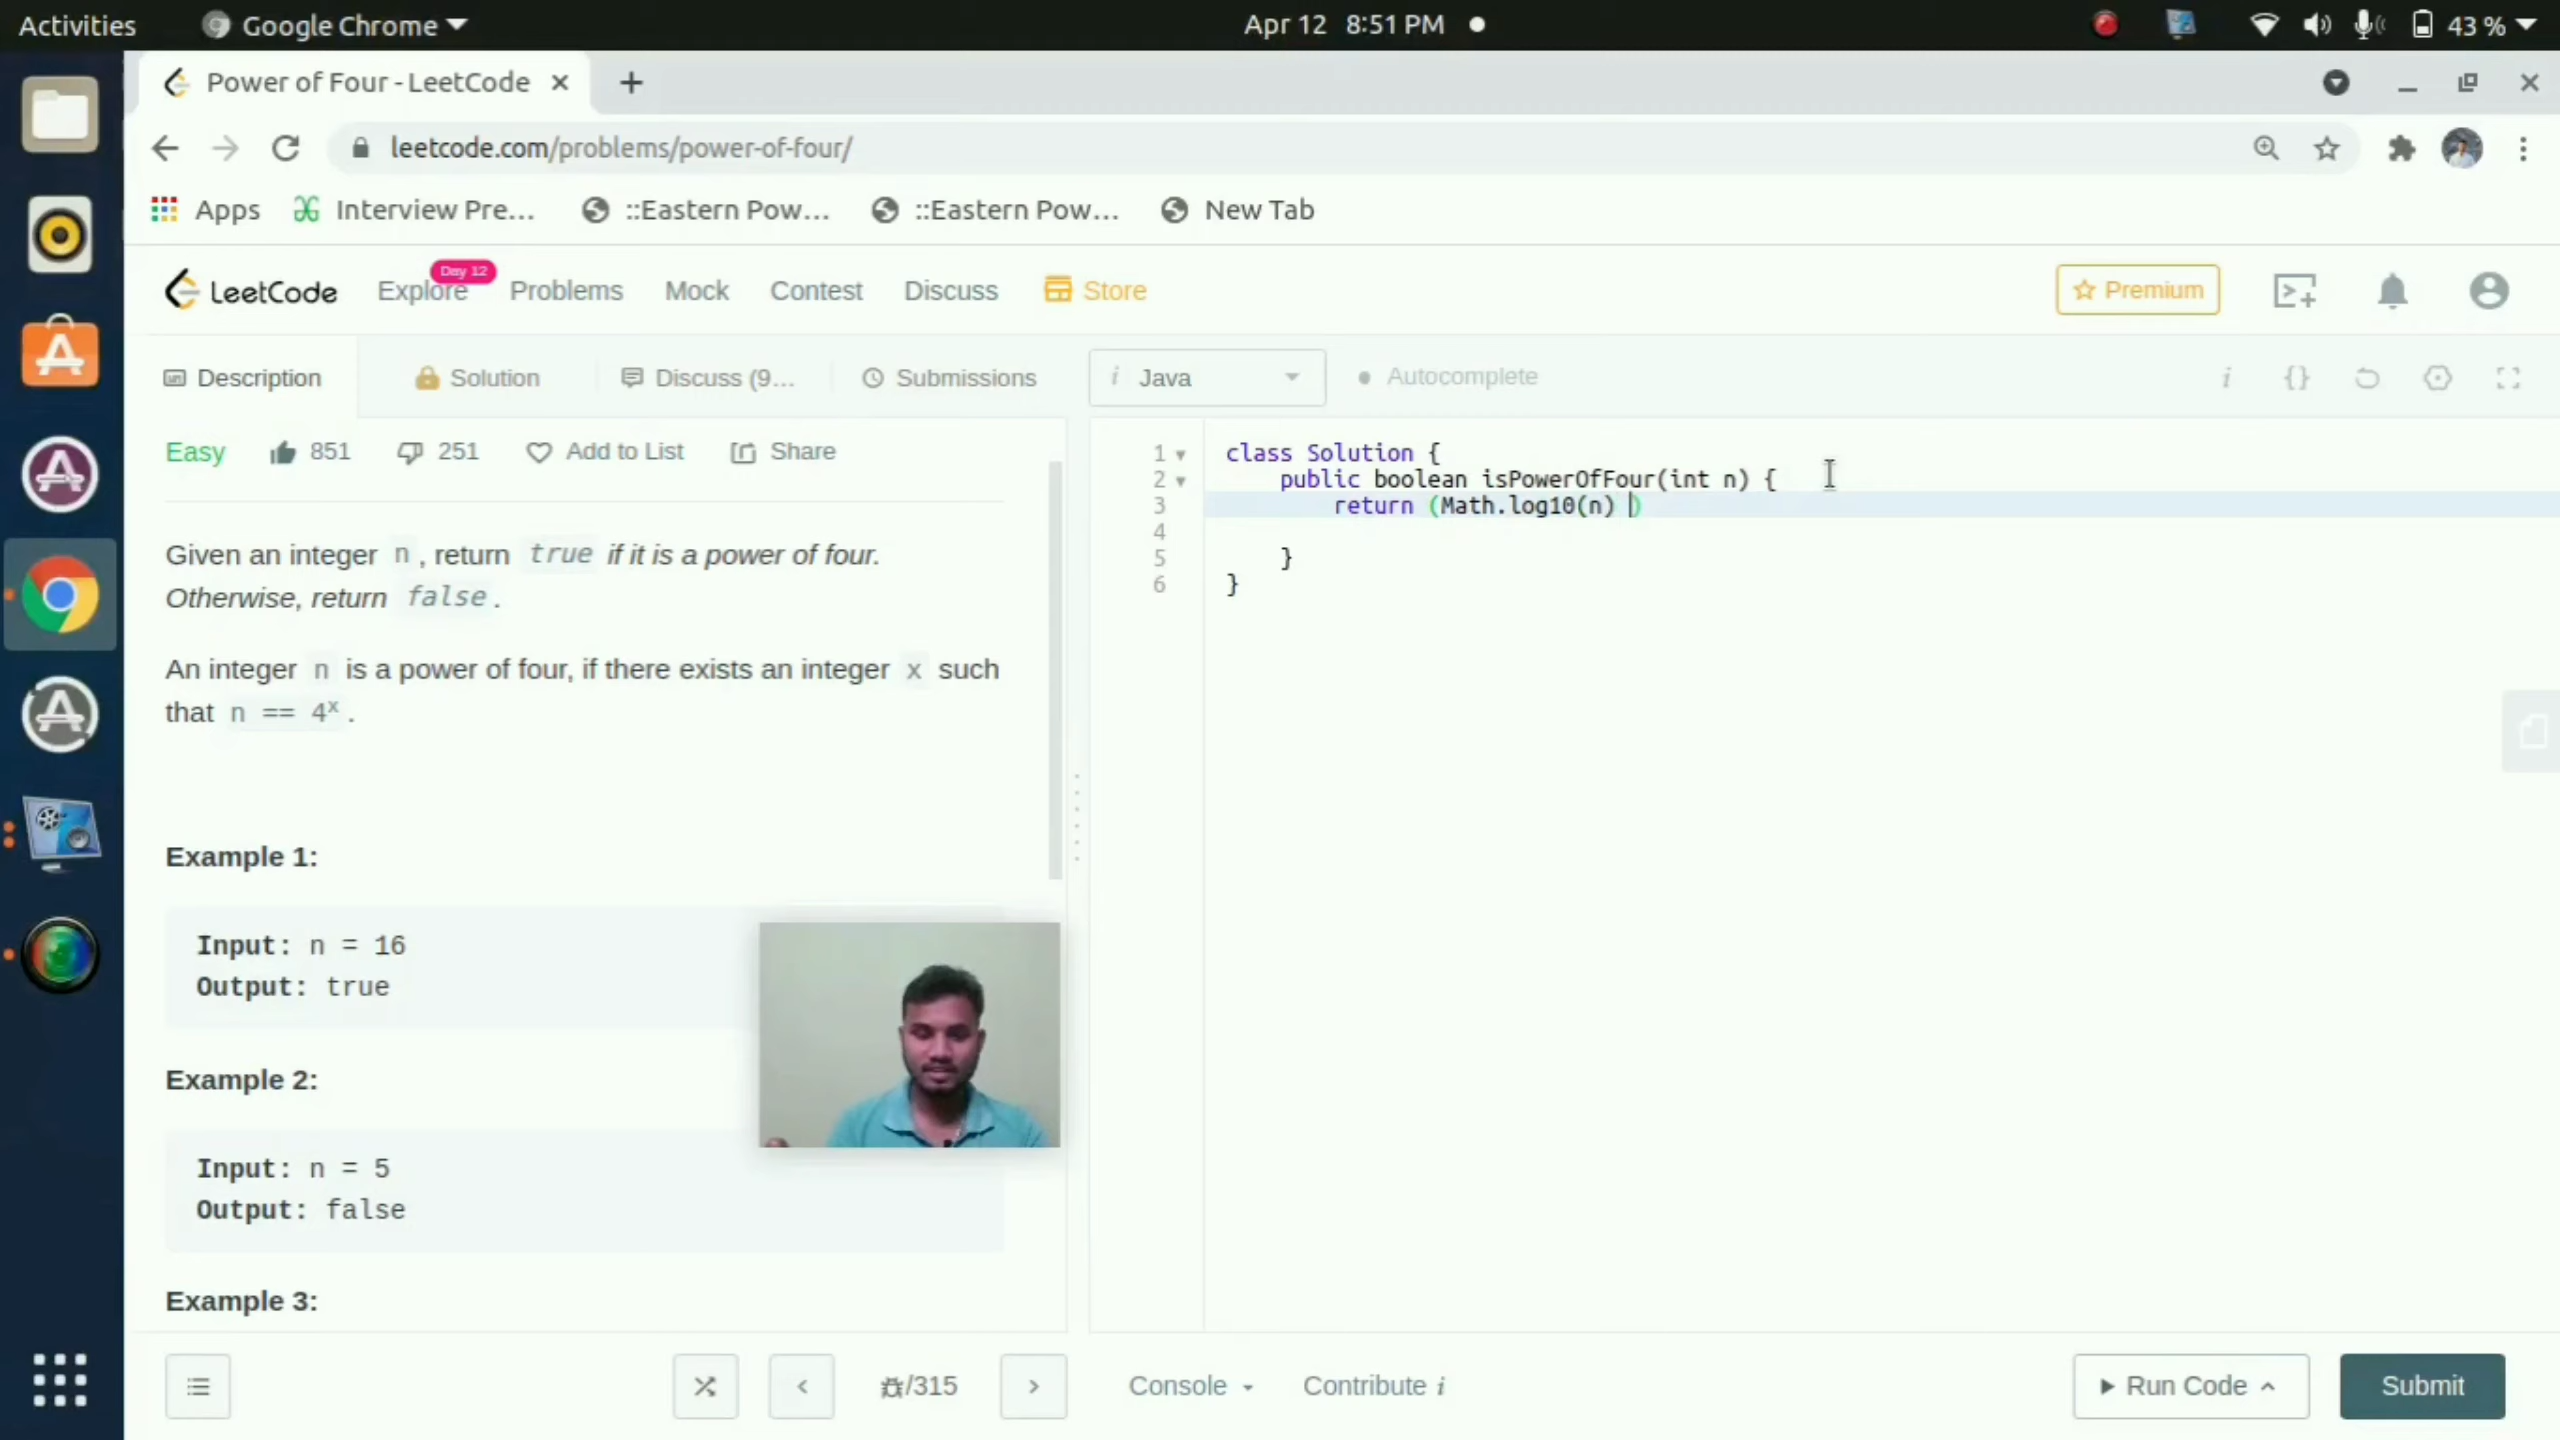 Activities
Google Chrome
Apr 12 8:51 PM
43 %
Power of Four - LeetCode
leetcode.com/problems/power-of-four/
Apps
Interview Pre...
::Eastern Pow...
::Eastern Pow...
New Tab
LeetCode
Explore
Day 12
Problems
Mock
Contest
Discuss
Store
Premium
Description
Solution
Discuss (9...
Submissions
i Java
Autocomplete
i {}
Easy
851
251
Add to List
Share
Given an integer n , return true if it is a power of four.
Otherwise, return false .
An integer n is a power of four, if there exists an integer x such
that n == 4ˣ .
Example 1:
Input: n = 16
Output: true
Example 2:
Input: n = 5
Output: false
Example 3:
1 class Solution {
2 public boolean isPowerOfFour(int n) {
3 return (Math.log10(n) )
4
5 }
6 }
/315
Console
Contribute i
Run Code
Submit